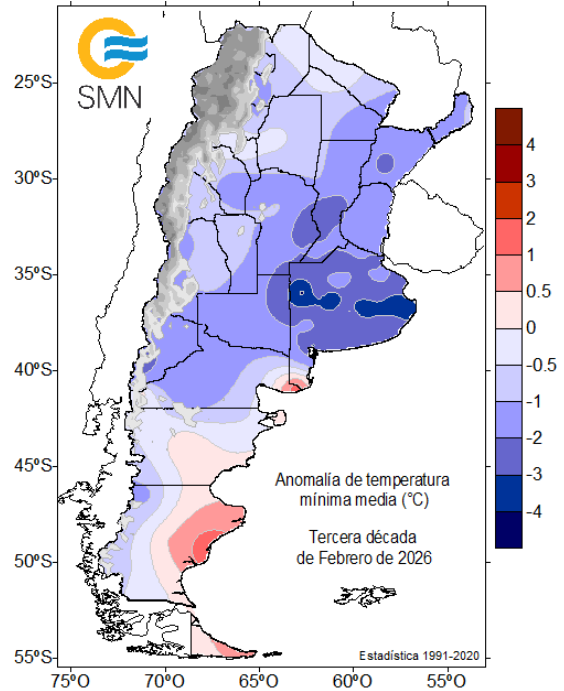 SMN
25ºS
30ºS
35ºS
40ºS
45ºS
50ºS
55ºS
75ºO
70ºO
65ºO
60ºO
55ºO
4
3
2
1
0.5
0
-0.5
-1
-2
-3
-4
Anomalía de temperatura
mínima media (°C)
Tercera década
de Febrero de 2026
Estadística 1991-2020